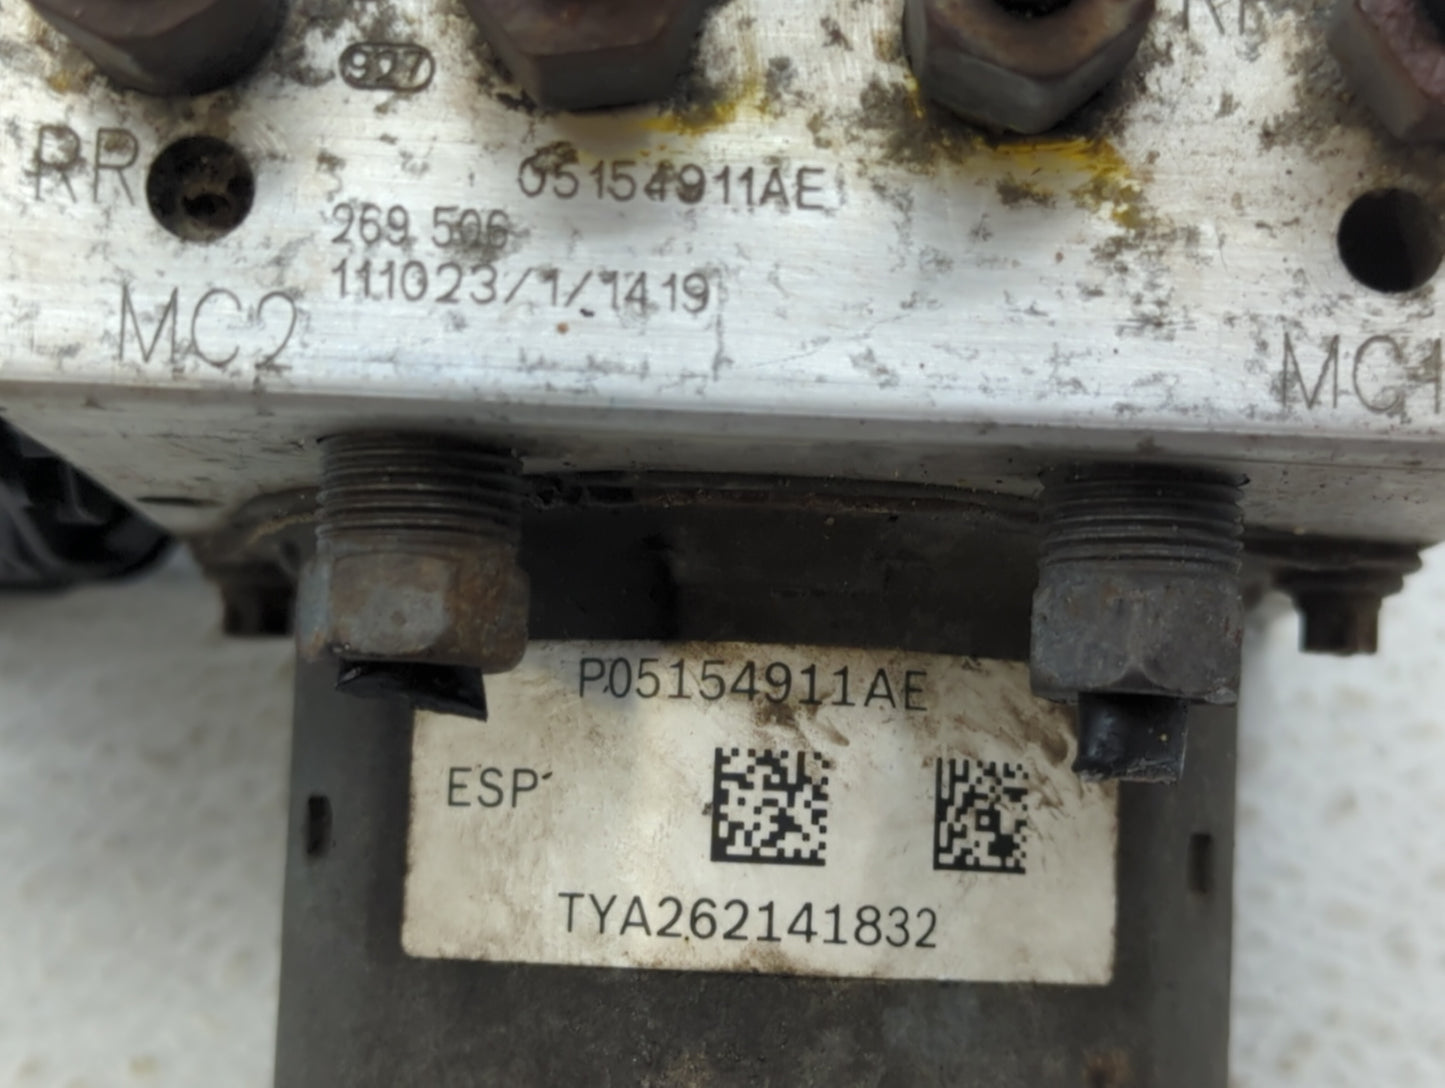 927
RR
05154911AE
269 506
111023/1/1419
MC2
MC1
P05154911AE
ESP
TYA262141832